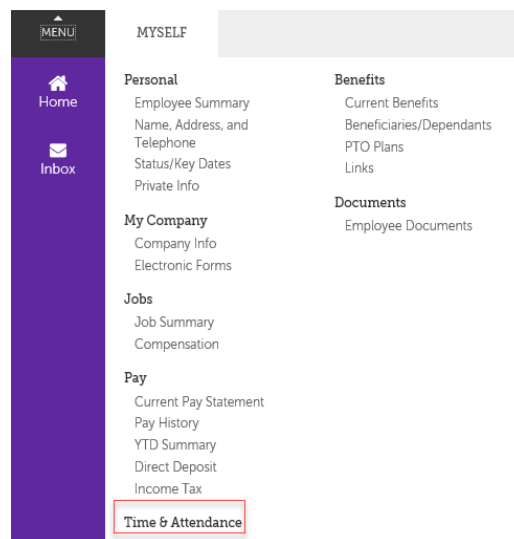 MENU
MYSELF
Home
Inbox
Personal
Employee Summary
Name, Address, and
Telephone
Status/Key Dates
Private Info
My Company
Company Info
Electronic Forms
Jobs
Job Summary
Compensation
Pay
Current Pay Statement
Pay History
YTD Summary
Direct Deposit
Income Tax
Time & Attendance
Benefits
Current Benefits
Beneficiaries/Dependants
PTO Plans
Links
Documents
Employee Documents